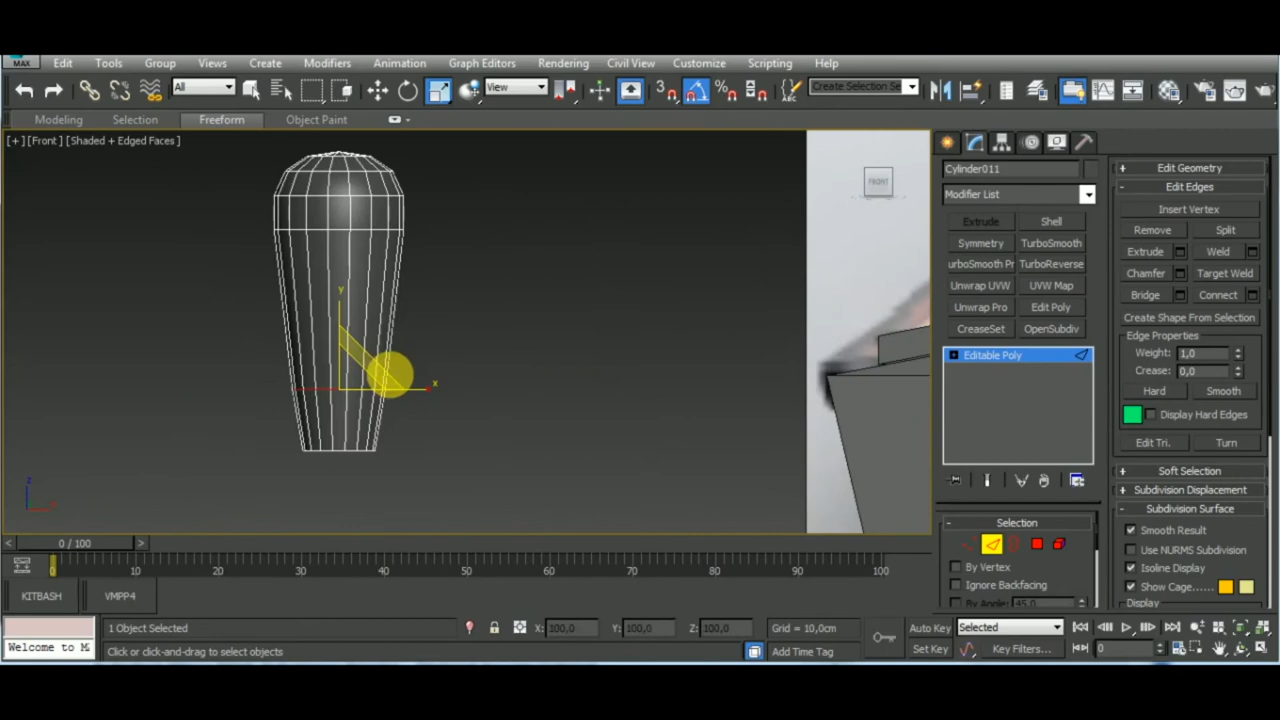 MAX Edit Tools Group Views Create Modifiers Animation Graph Editors Rendering Civil View Customize Scripting Help
All View 3 % ABC Create Selection Se
Modeling Selection Freeform Object Paint
[+] [Front] [Shaded + Edged Faces]
FRONT
y
x
z
Cylinder011
Modifier List
Extrude Shell
Symmetry TurboSmooth
urboSmooth Pr TurboReverse
Unwrap UVW UVW Map
Unwrap Pro Edit Poly
CreaseSet OpenSubdiv
Editable Poly
Selection
By Vertex
Ignore Backfacing
By Angle: 45,0
Edit Geometry
Edit Edges
Insert Vertex
Remove Split
Extrude Weld
Chamfer Target Weld
Bridge Connect
Create Shape From Selection
Edge Properties
Weight: 1,0
Crease: 0,0
Hard Smooth
Display Hard Edges
Edit Tri. Turn
Soft Selection
Subdivision Displacement
Subdivision Surface
Smooth Result
Use NURMS Subdivision
Isoline Display
Show Cage......
Display
< 0 / 100 >
0 10 20 30 40 50 60 70 80 90 100
KITBASH VMPP4
1 Object Selected X: 100,0 Y: 100,0 Z: 100,0 Grid = 10,0cm Auto Key Selected
Welcome to M Click or click-and-drag to select objects Add Time Tag Set Key Key Filters... 0